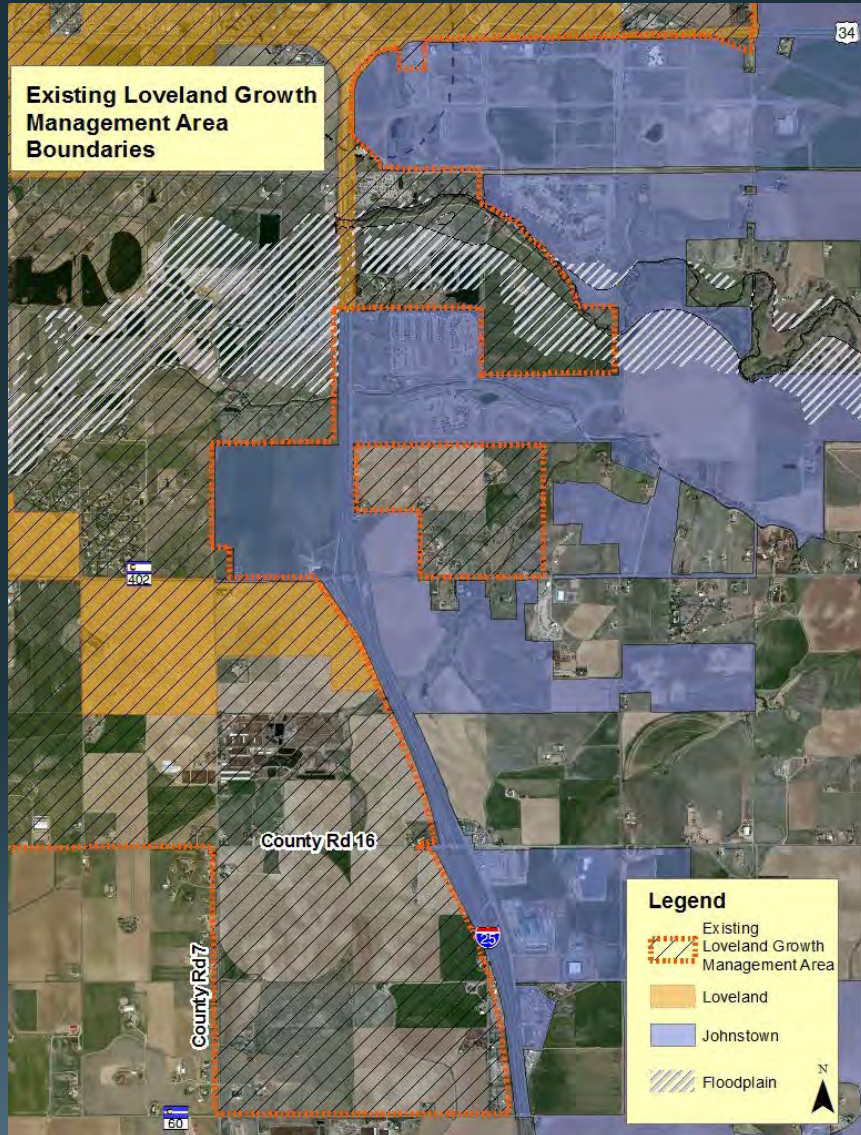 Existing Loveland Growth
Management Area
Boundaries
34
402
County Rd 16
County Rd 7
25
60
Legend
Existing
Loveland Growth
Management Area
Loveland
Johnstown
Floodplain
N